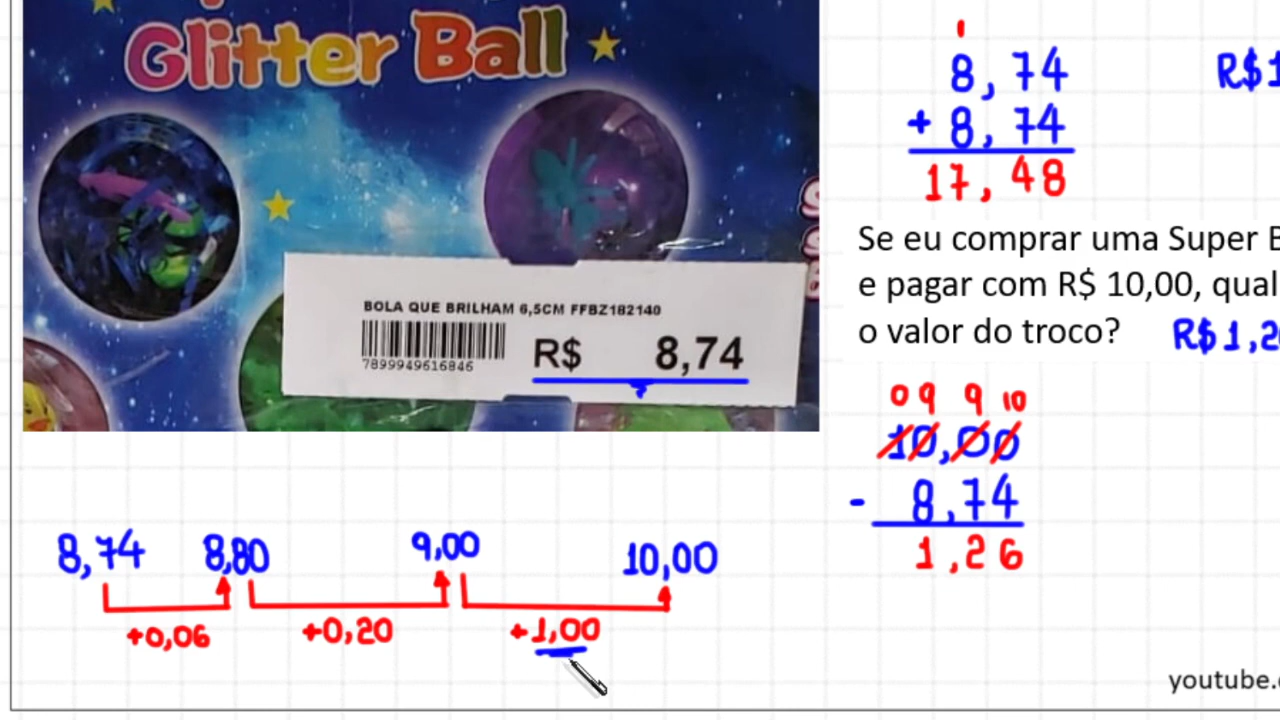 Glitter Ball
BOLA QUE BRILHAM 6,5CM FFBZ182140
7899949616846
R$ 8,74
1
8,74
+ 8,74
17,48
R$1
Se eu comprar uma Super
e pagar com R$ 10,00, qual
o valor do troco? R$1,2
0 9 9 10
10,00
- 8,74
1,26
8,74 8,80 9,00 10,00
+0,06 +0,20 +1,00
youtube.